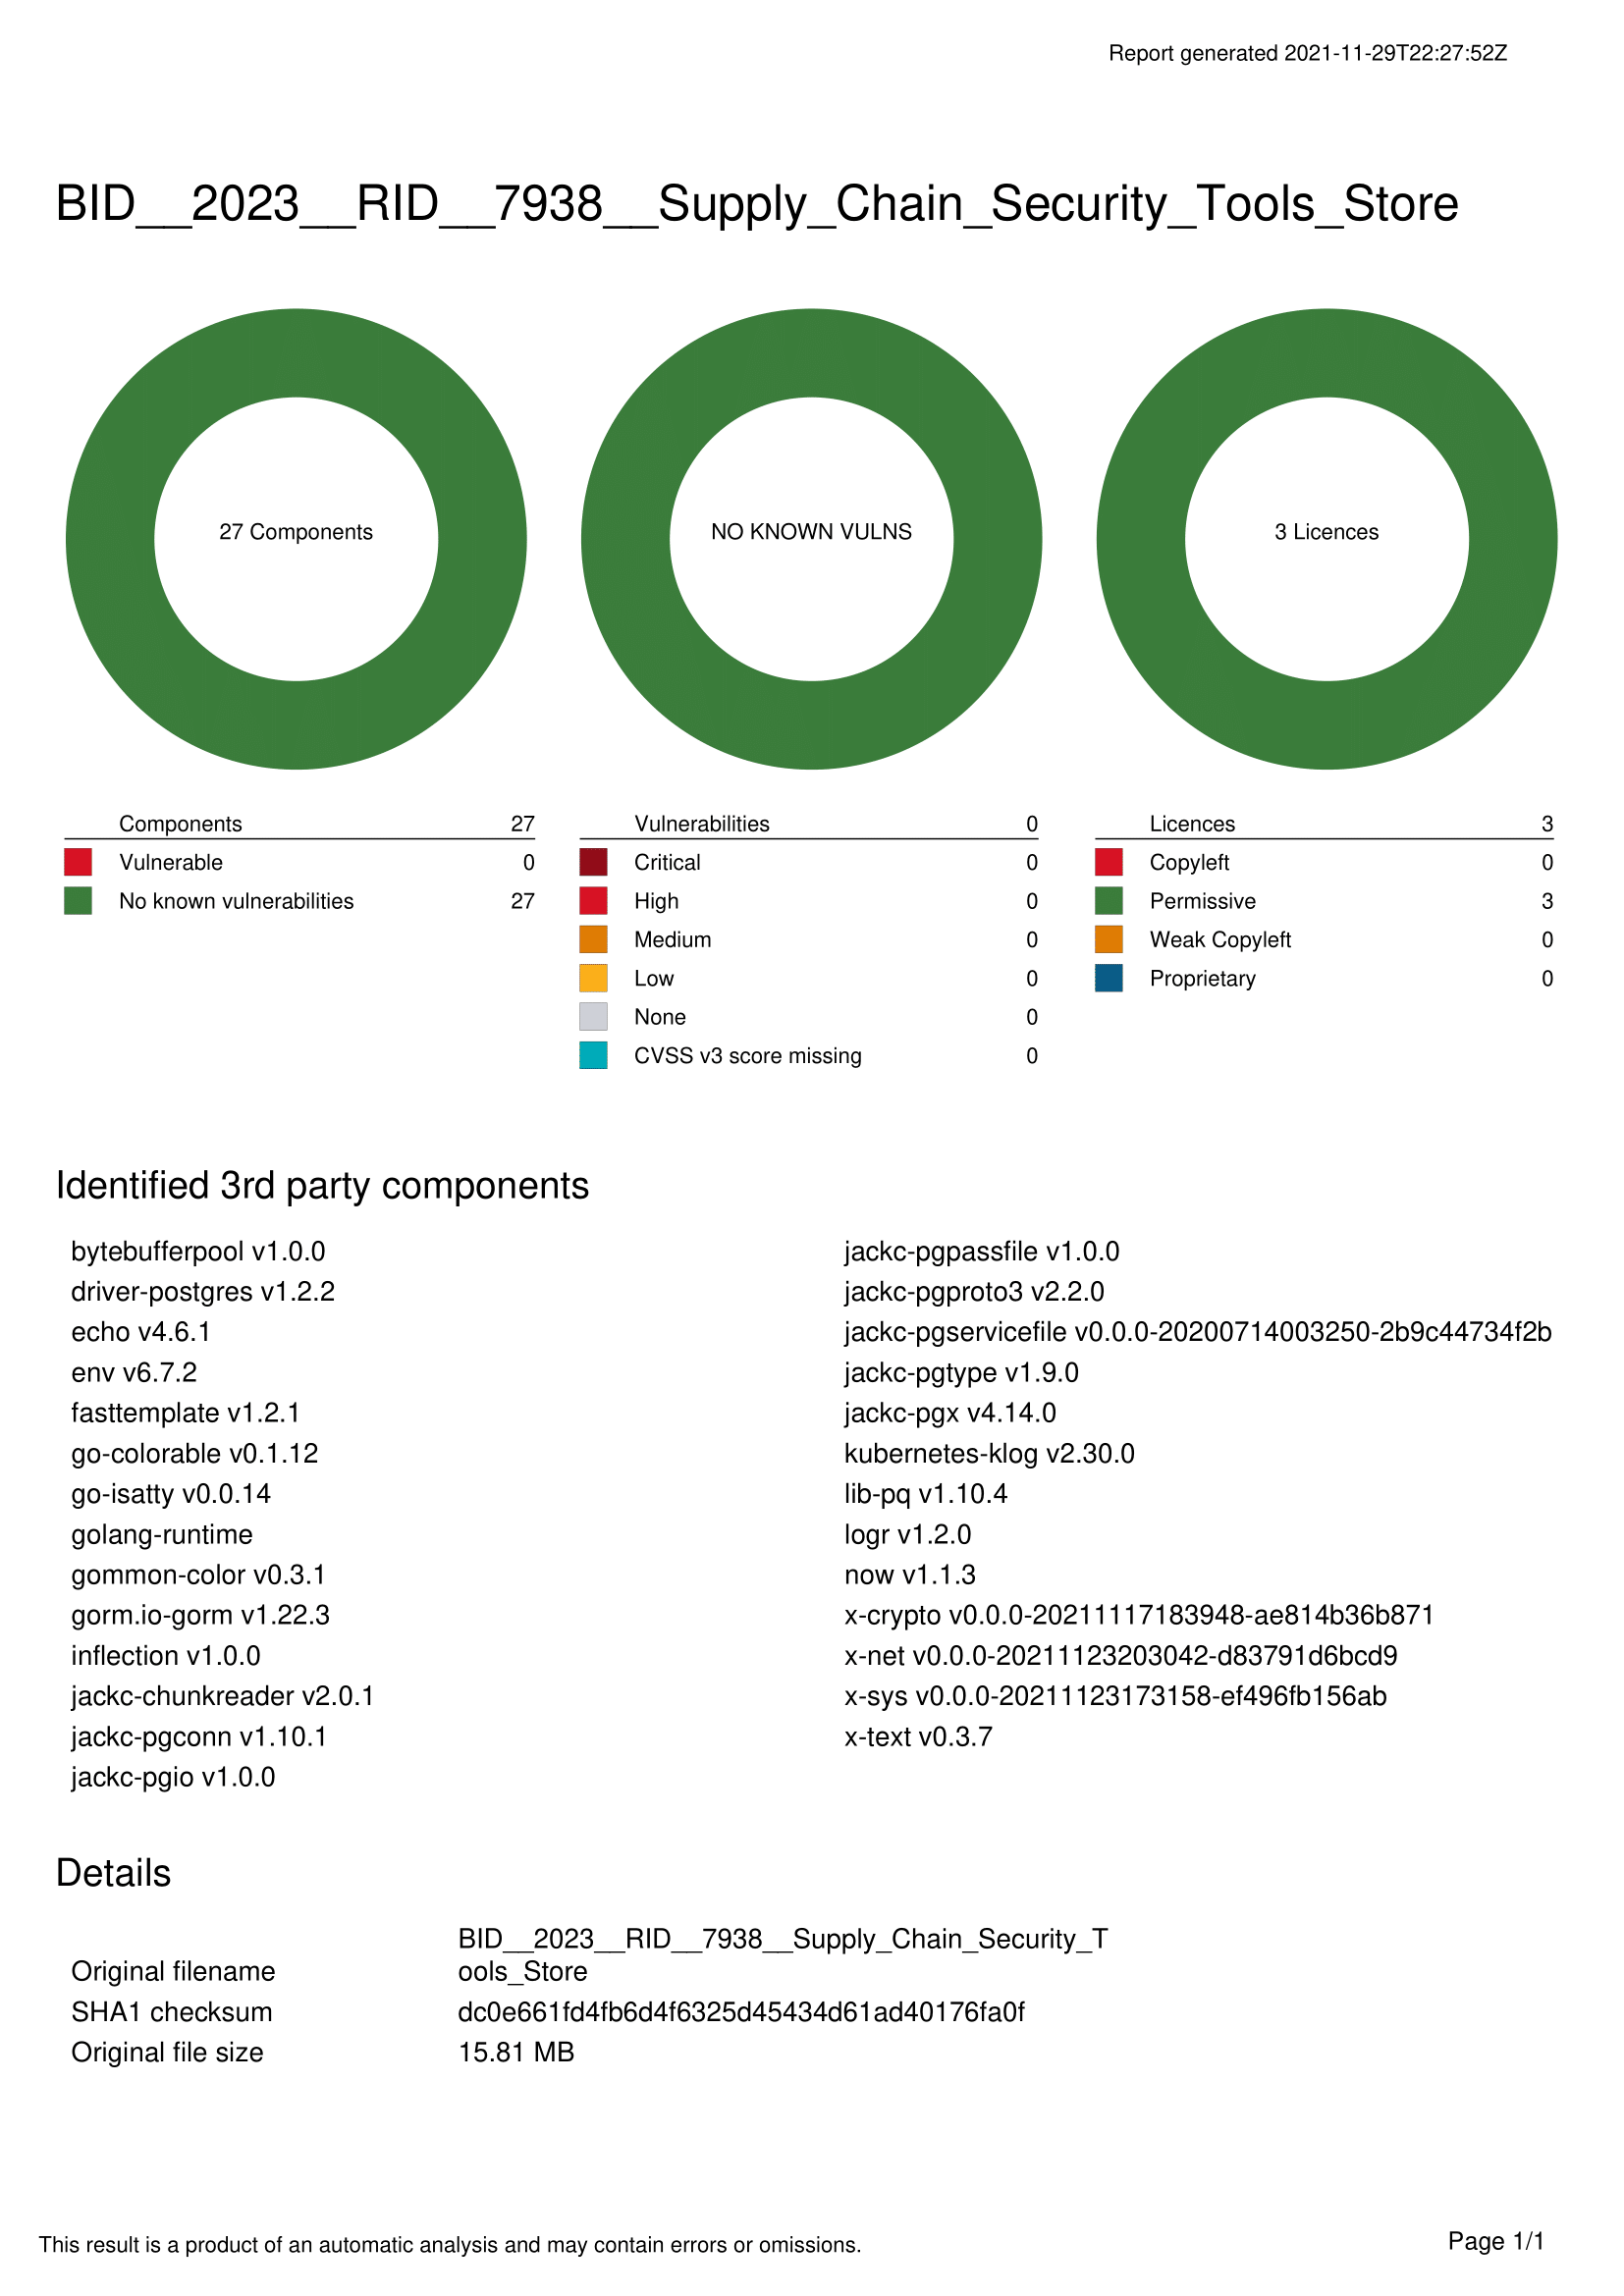 Report generated 2021-11-29T22:27:52Z
BID__2023__RID__7938__Supply_Chain_Security_Tools_Store
27 Components
NO KNOWN VULNS
3 Licences
Components 27
Vulnerable 0
No known vulnerabilities 27
Vulnerabilities 0
Critical 0
High 0
Medium 0
Low 0
None 0
CVSS v3 score missing 0
Licences 3
Copyleft 0
Permissive 3
Weak Copyleft 0
Proprietary 0
Identified 3rd party components
bytebufferpool v1.0.0
driver-postgres v1.2.2
echo v4.6.1
env v6.7.2
fasttemplate v1.2.1
go-colorable v0.1.12
go-isatty v0.0.14
golang-runtime
gommon-color v0.3.1
gorm.io-gorm v1.22.3
inflection v1.0.0
jackc-chunkreader v2.0.1
jackc-pgconn v1.10.1
jackc-pgio v1.0.0
jackc-pgpassfile v1.0.0
jackc-pgproto3 v2.2.0
jackc-pgservicefile v0.0.0-20200714003250-2b9c44734f2b
jackc-pgtype v1.9.0
jackc-pgx v4.14.0
kubernetes-klog v2.30.0
lib-pq v1.10.4
logr v1.2.0
now v1.1.3
x-crypto v0.0.0-20211117183948-ae814b36b871
x-net v0.0.0-20211123203042-d83791d6bcd9
x-sys v0.0.0-20211123173158-ef496fb156ab
x-text v0.3.7
Details
BID__2023__RID__7938__Supply_Chain_Security_T
Original filename ools_Store
SHA1 checksum dc0e661fd4fb6d4f6325d45434d61ad40176fa0f
Original file size 15.81 MB
This result is a product of an automatic analysis and may contain errors or omissions.
Page 1/1